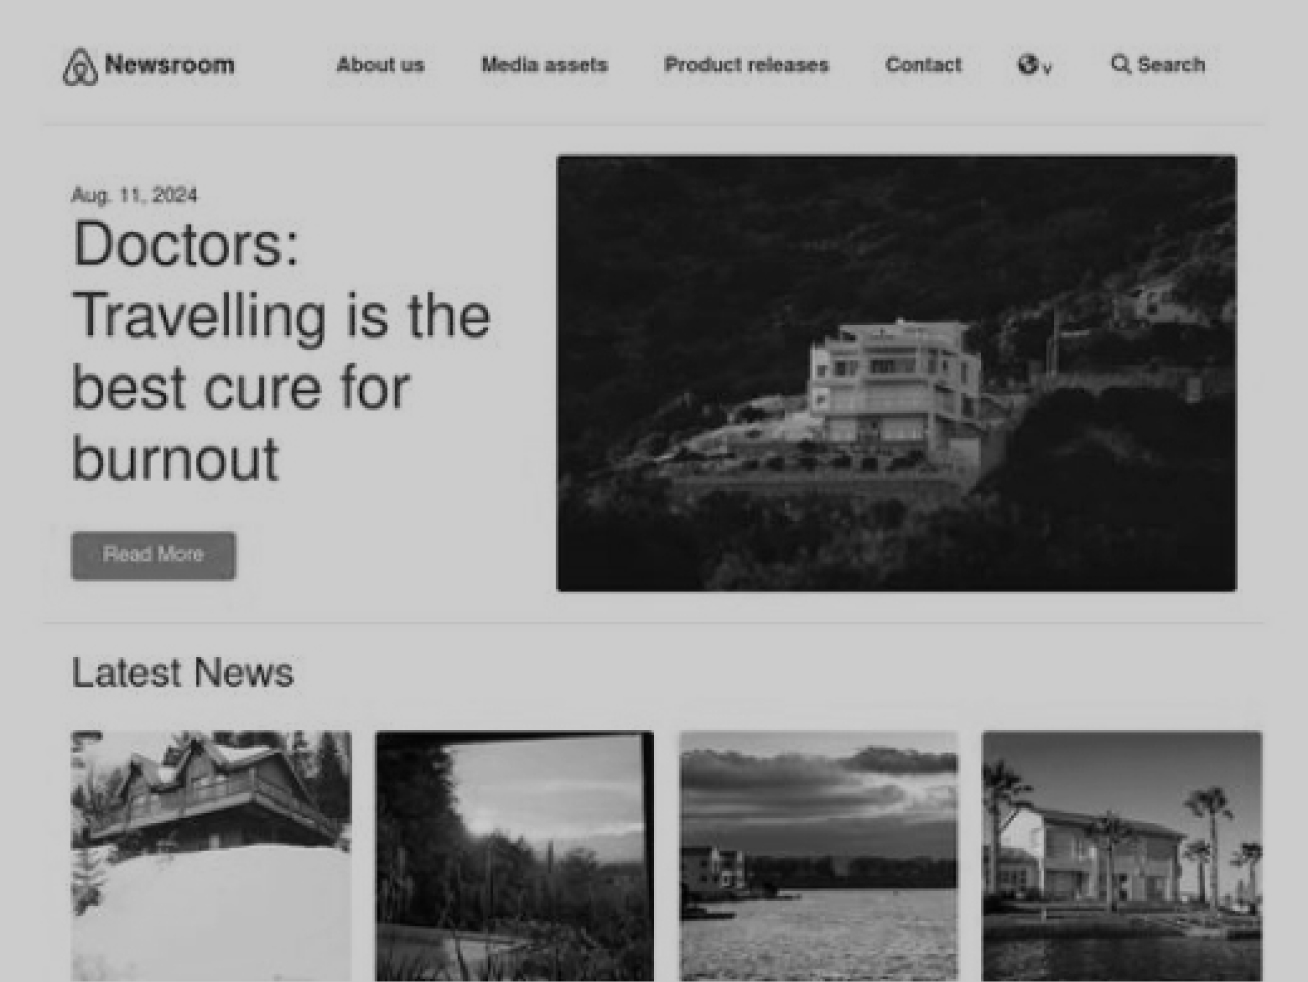 Newsroom About us Media assets Product releases Contact v Search
Aug. 11, 2024
Doctors:
Travelling is the
best cure for
burnout
Read More
Latest News